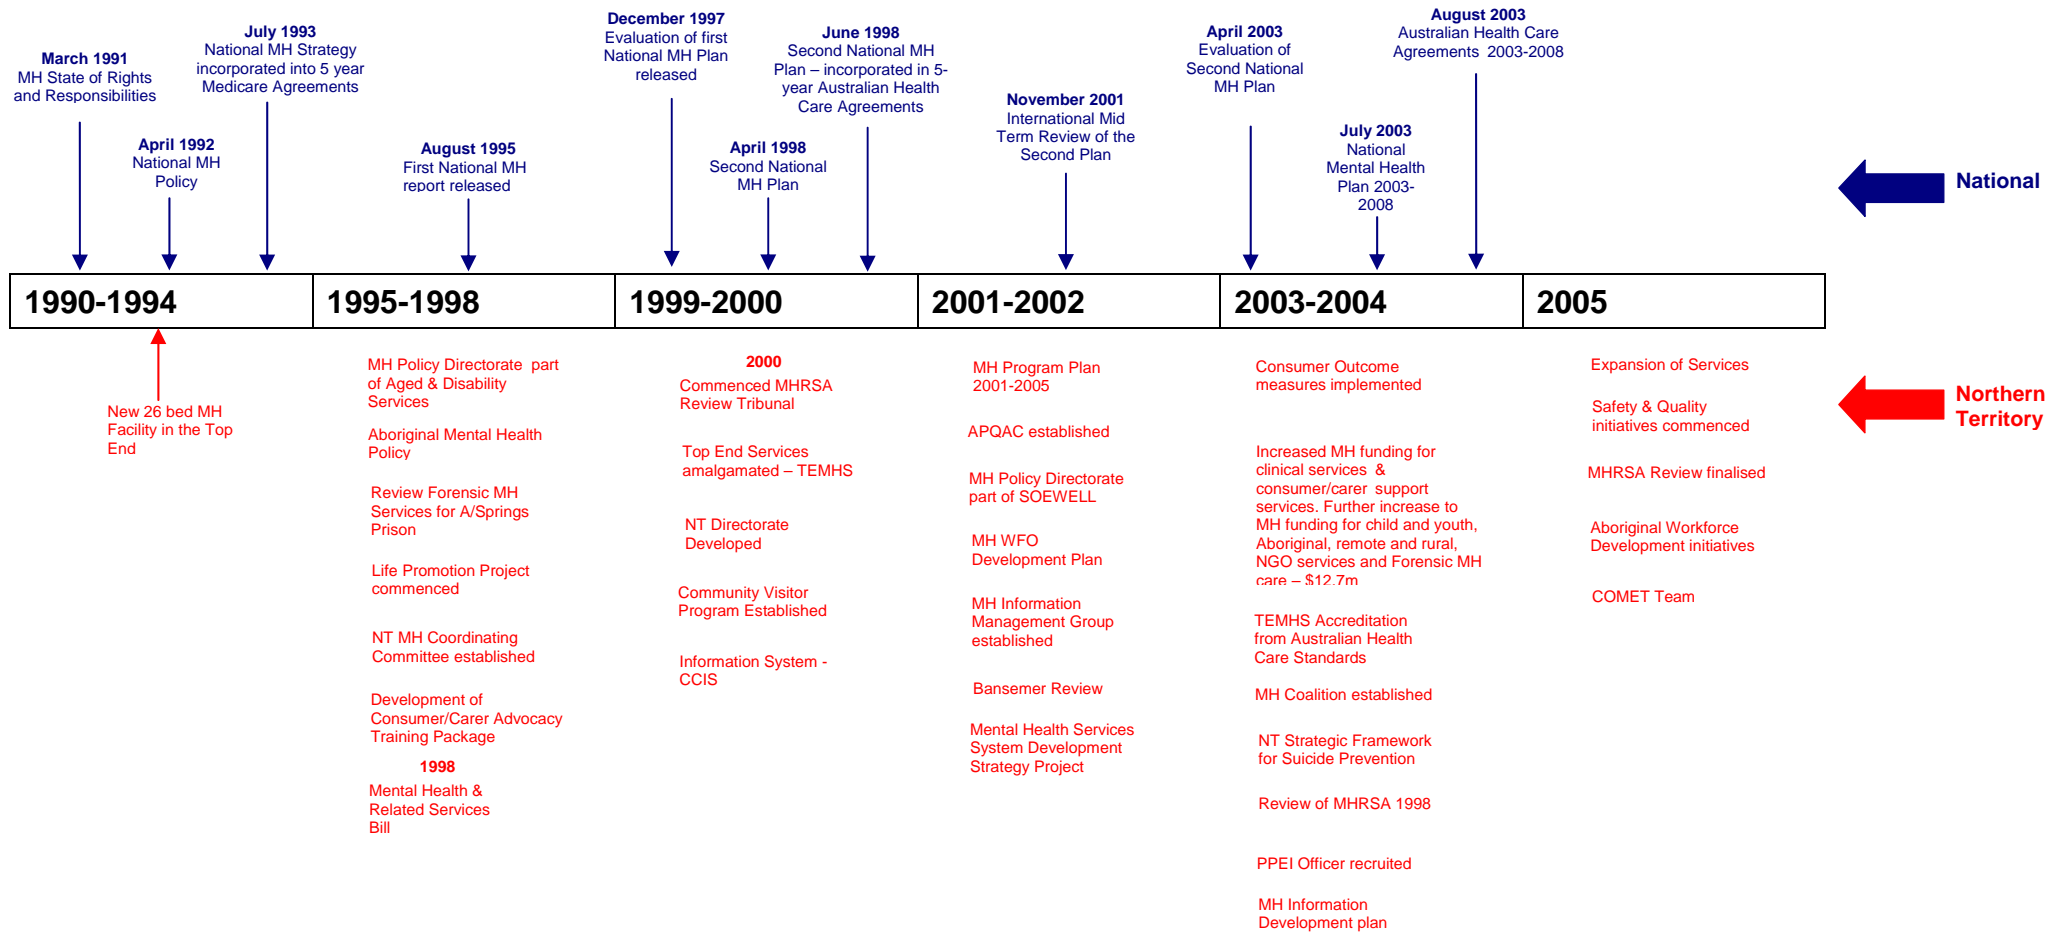 March 1991
MH State of Rights
and Responsibilities
April 1992
National MH
Policy
July 1993
National MH Strategy
incorporated into 5 year
Medicare Agreements
August 1995
First National MH
report released
December 1997
Evaluation of first
National MH Plan
released
April 1998
Second National
MH Plan
June 1998
Second National MH
Plan – incorporated in 5-
year Australian Health
Care Agreements
November 2001
International Mid
Term Review of the
Second Plan
April 2003
Evaluation of
Second National
MH Plan
July 2003
National
Mental Health
Plan 2003-
2008
August 2003
Australian Health Care
Agreements 2003-2008
National
1990-1994
1995-1998
1999-2000
2001-2002
2003-2004
2005
New 26 bed MH
Facility in the Top
End
MH Policy Directorate part
of Aged & Disability
Services
Aboriginal Mental Health
Policy
Review Forensic MH
Services for A/Springs
Prison
Life Promotion Project
commenced
NT MH Coordinating
Committee established
Development of
Consumer/Carer Advocacy
Training Package
1998
Mental Health &
Related Services
Bill
2000
Commenced MHRSA
Review Tribunal
Top End Services
amalgamated – TEMHS
NT Directorate
Developed
Community Visitor
Program Established
Information System -
CCIS
MH Program Plan
2001-2005
APQAC established
MH Policy Directorate
part of SOEWELL
MH WFO
Development Plan
MH Information
Management Group
established
Bansemer Review
Mental Health Services
System Development
Strategy Project
Consumer Outcome
measures implemented
Increased MH funding for
clinical services &
consumer/carer support
services. Further increase to
MH funding for child and youth,
Aboriginal, remote and rural,
NGO services and Forensic MH
care – $12.7m
TEMHS Accreditation
from Australian Health
Care Standards
MH Coalition established
NT Strategic Framework
for Suicide Prevention
Review of MHRSA 1998
PPEI Officer recruited
MH Information
Development plan
Expansion of Services
Safety & Quality
initiatives commenced
MHRSA Review finalised
Aboriginal Workforce
Development initiatives
COMET Team
Northern
Territory